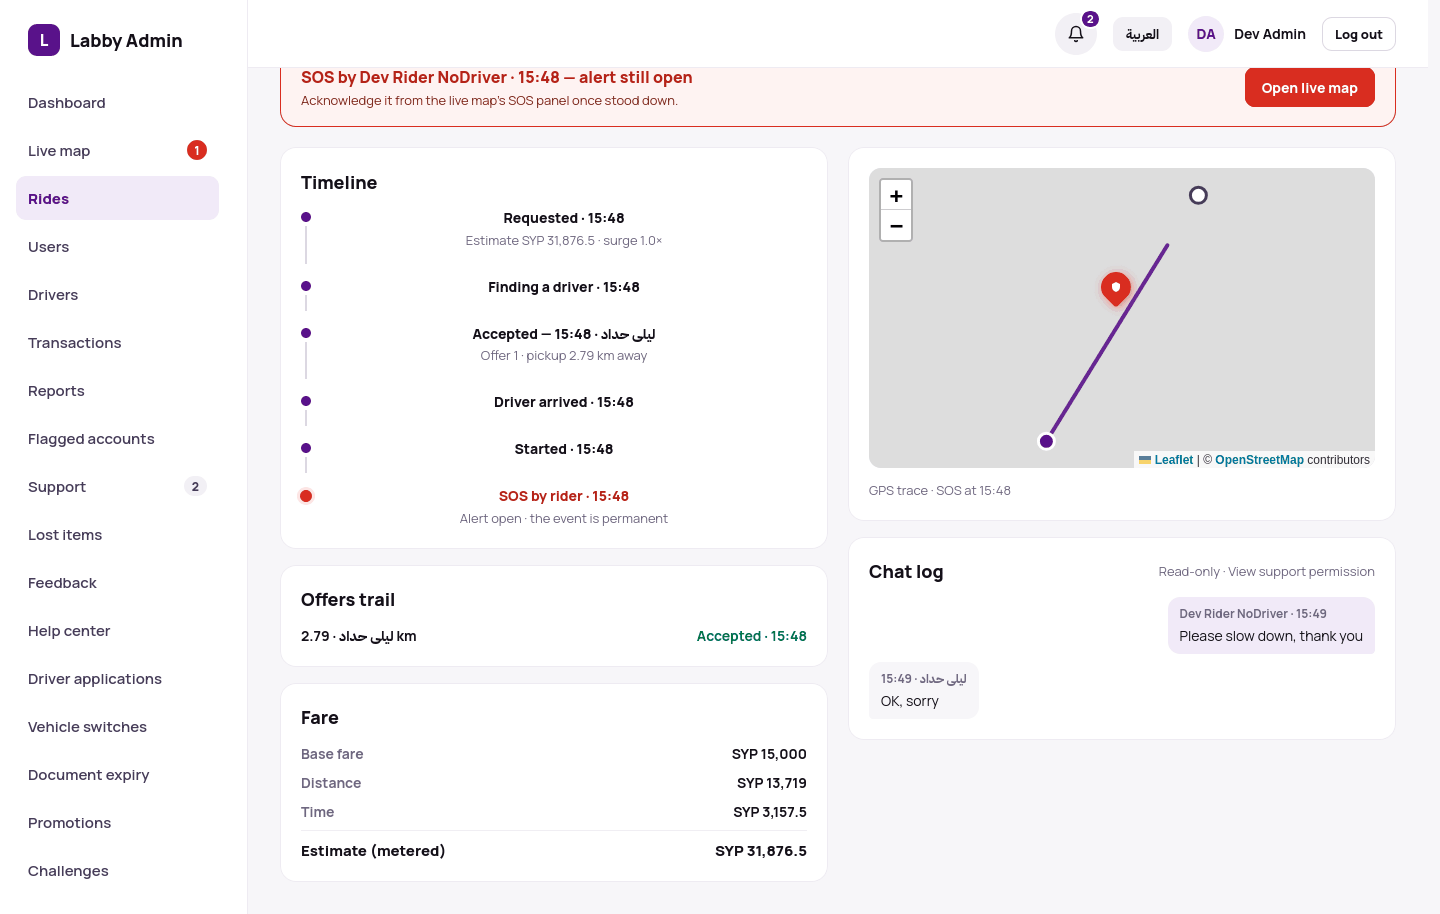 L Labby Admin
Dashboard
Live map 1
Rides
Users
Drivers
Transactions
Reports
Flagged accounts
Support 2
Lost items
Feedback
Help center
Driver applications
Vehicle switches
Document expiry
Promotions
Challenges
2
العربية
DA Dev Admin
Log out
SOS by Dev Rider NoDriver · 15:48 — alert still open
Acknowledge it from the live map's SOS panel once stood down.
Open live map
Timeline
Requested · 15:48
Estimate SYP 31,876.5 · surge 1.0×
Finding a driver · 15:48
Accepted — 15:48 · ليلى حداد
Offer 1 · pickup 2.79 km away
Driver arrived · 15:48
Started · 15:48
SOS by rider · 15:48
Alert open · the event is permanent
Offers trail
2.79 · ليلى حداد km
Accepted · 15:48
Fare
Base fare SYP 15,000
Distance SYP 13,719
Time SYP 3,157.5
Estimate (metered) SYP 31,876.5
+
−
Leaflet | © OpenStreetMap contributors
GPS trace · SOS at 15:48
Chat log
Read-only · View support permission
Dev Rider NoDriver · 15:49
Please slow down, thank you
15:49 · ليلى حداد
OK, sorry